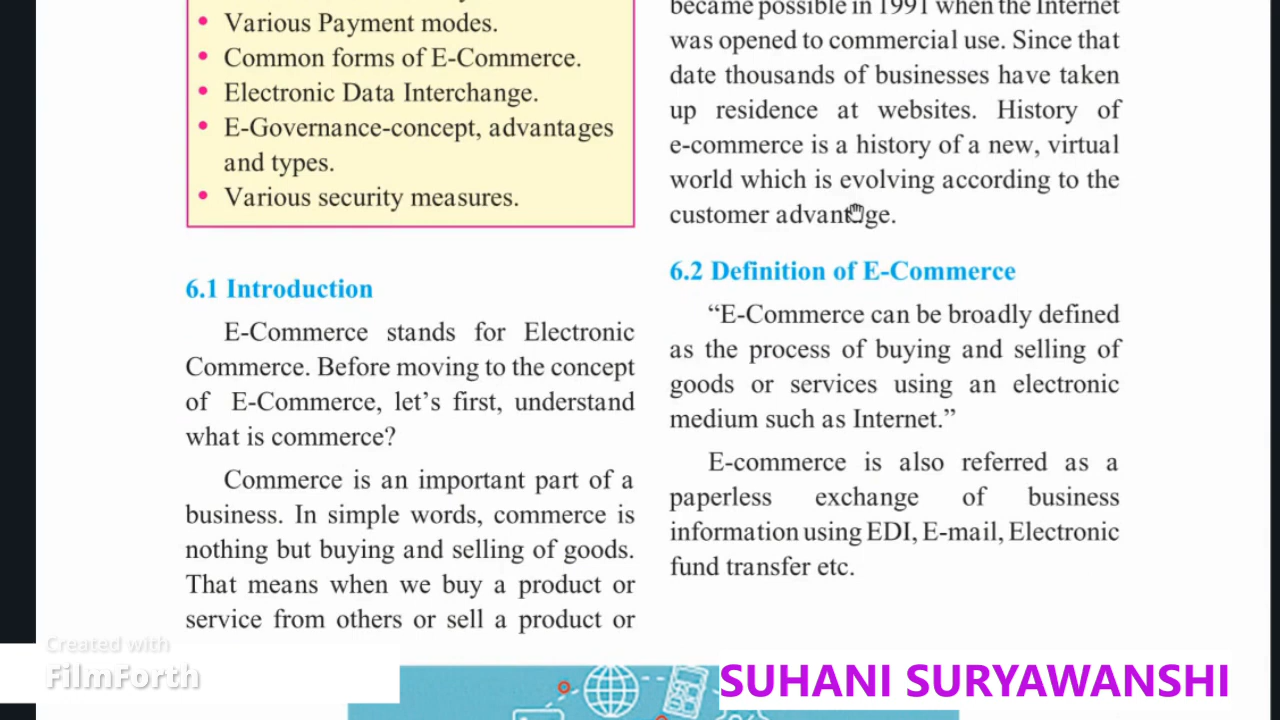 • Various Payment modes.
• Common forms of E-Commerce.
• Electronic Data Interchange.
• E-Governance-concept, advantages
and types.
• Various security measures.
6.1 Introduction
E-Commerce stands for Electronic
Commerce. Before moving to the concept
of E-Commerce, let’s first, understand
what is commerce?
Commerce is an important part of a
business. In simple words, commerce is
nothing but buying and selling of goods.
That means when we buy a product or
service from others or sell a product or
became possible in 1991 when the Internet
was opened to commercial use. Since that
date thousands of businesses have taken
up residence at websites. History of
e-commerce is a history of a new, virtual
world which is evolving according to the
customer advantage.
6.2 Definition of E-Commerce
“E-Commerce can be broadly defined
as the process of buying and selling of
goods or services using an electronic
medium such as Internet.”
E-commerce is also referred as a
paperless exchange of business
information using EDI, E-mail, Electronic
fund transfer etc.
Created with
FilmForth
SUHANI SURYAWANSHI